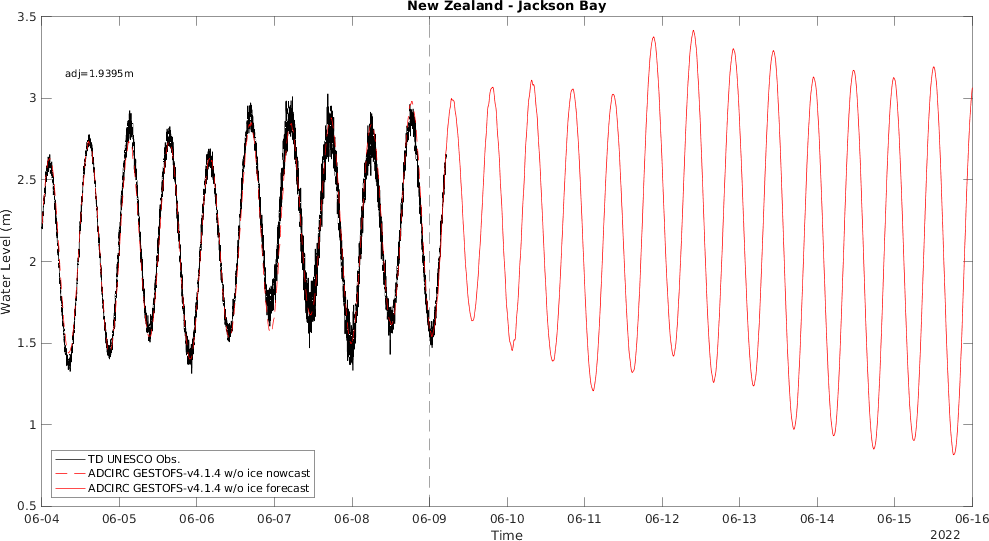 New Zealand - Jackson Bay
3.5
adj=1.9395m
3
2.5
2
1.5
1
0.5
Water Level (m)
TD UNESCO Obs.
ADCIRC GESTOFS-v4.1.4 w/o ice nowcast
ADCIRC GESTOFS-v4.1.4 w/o ice forecast
06-04 06-05 06-06 06-07 06-08 06-09 06-10 06-11 06-12 06-13 06-14 06-15 06-16
Time
2022